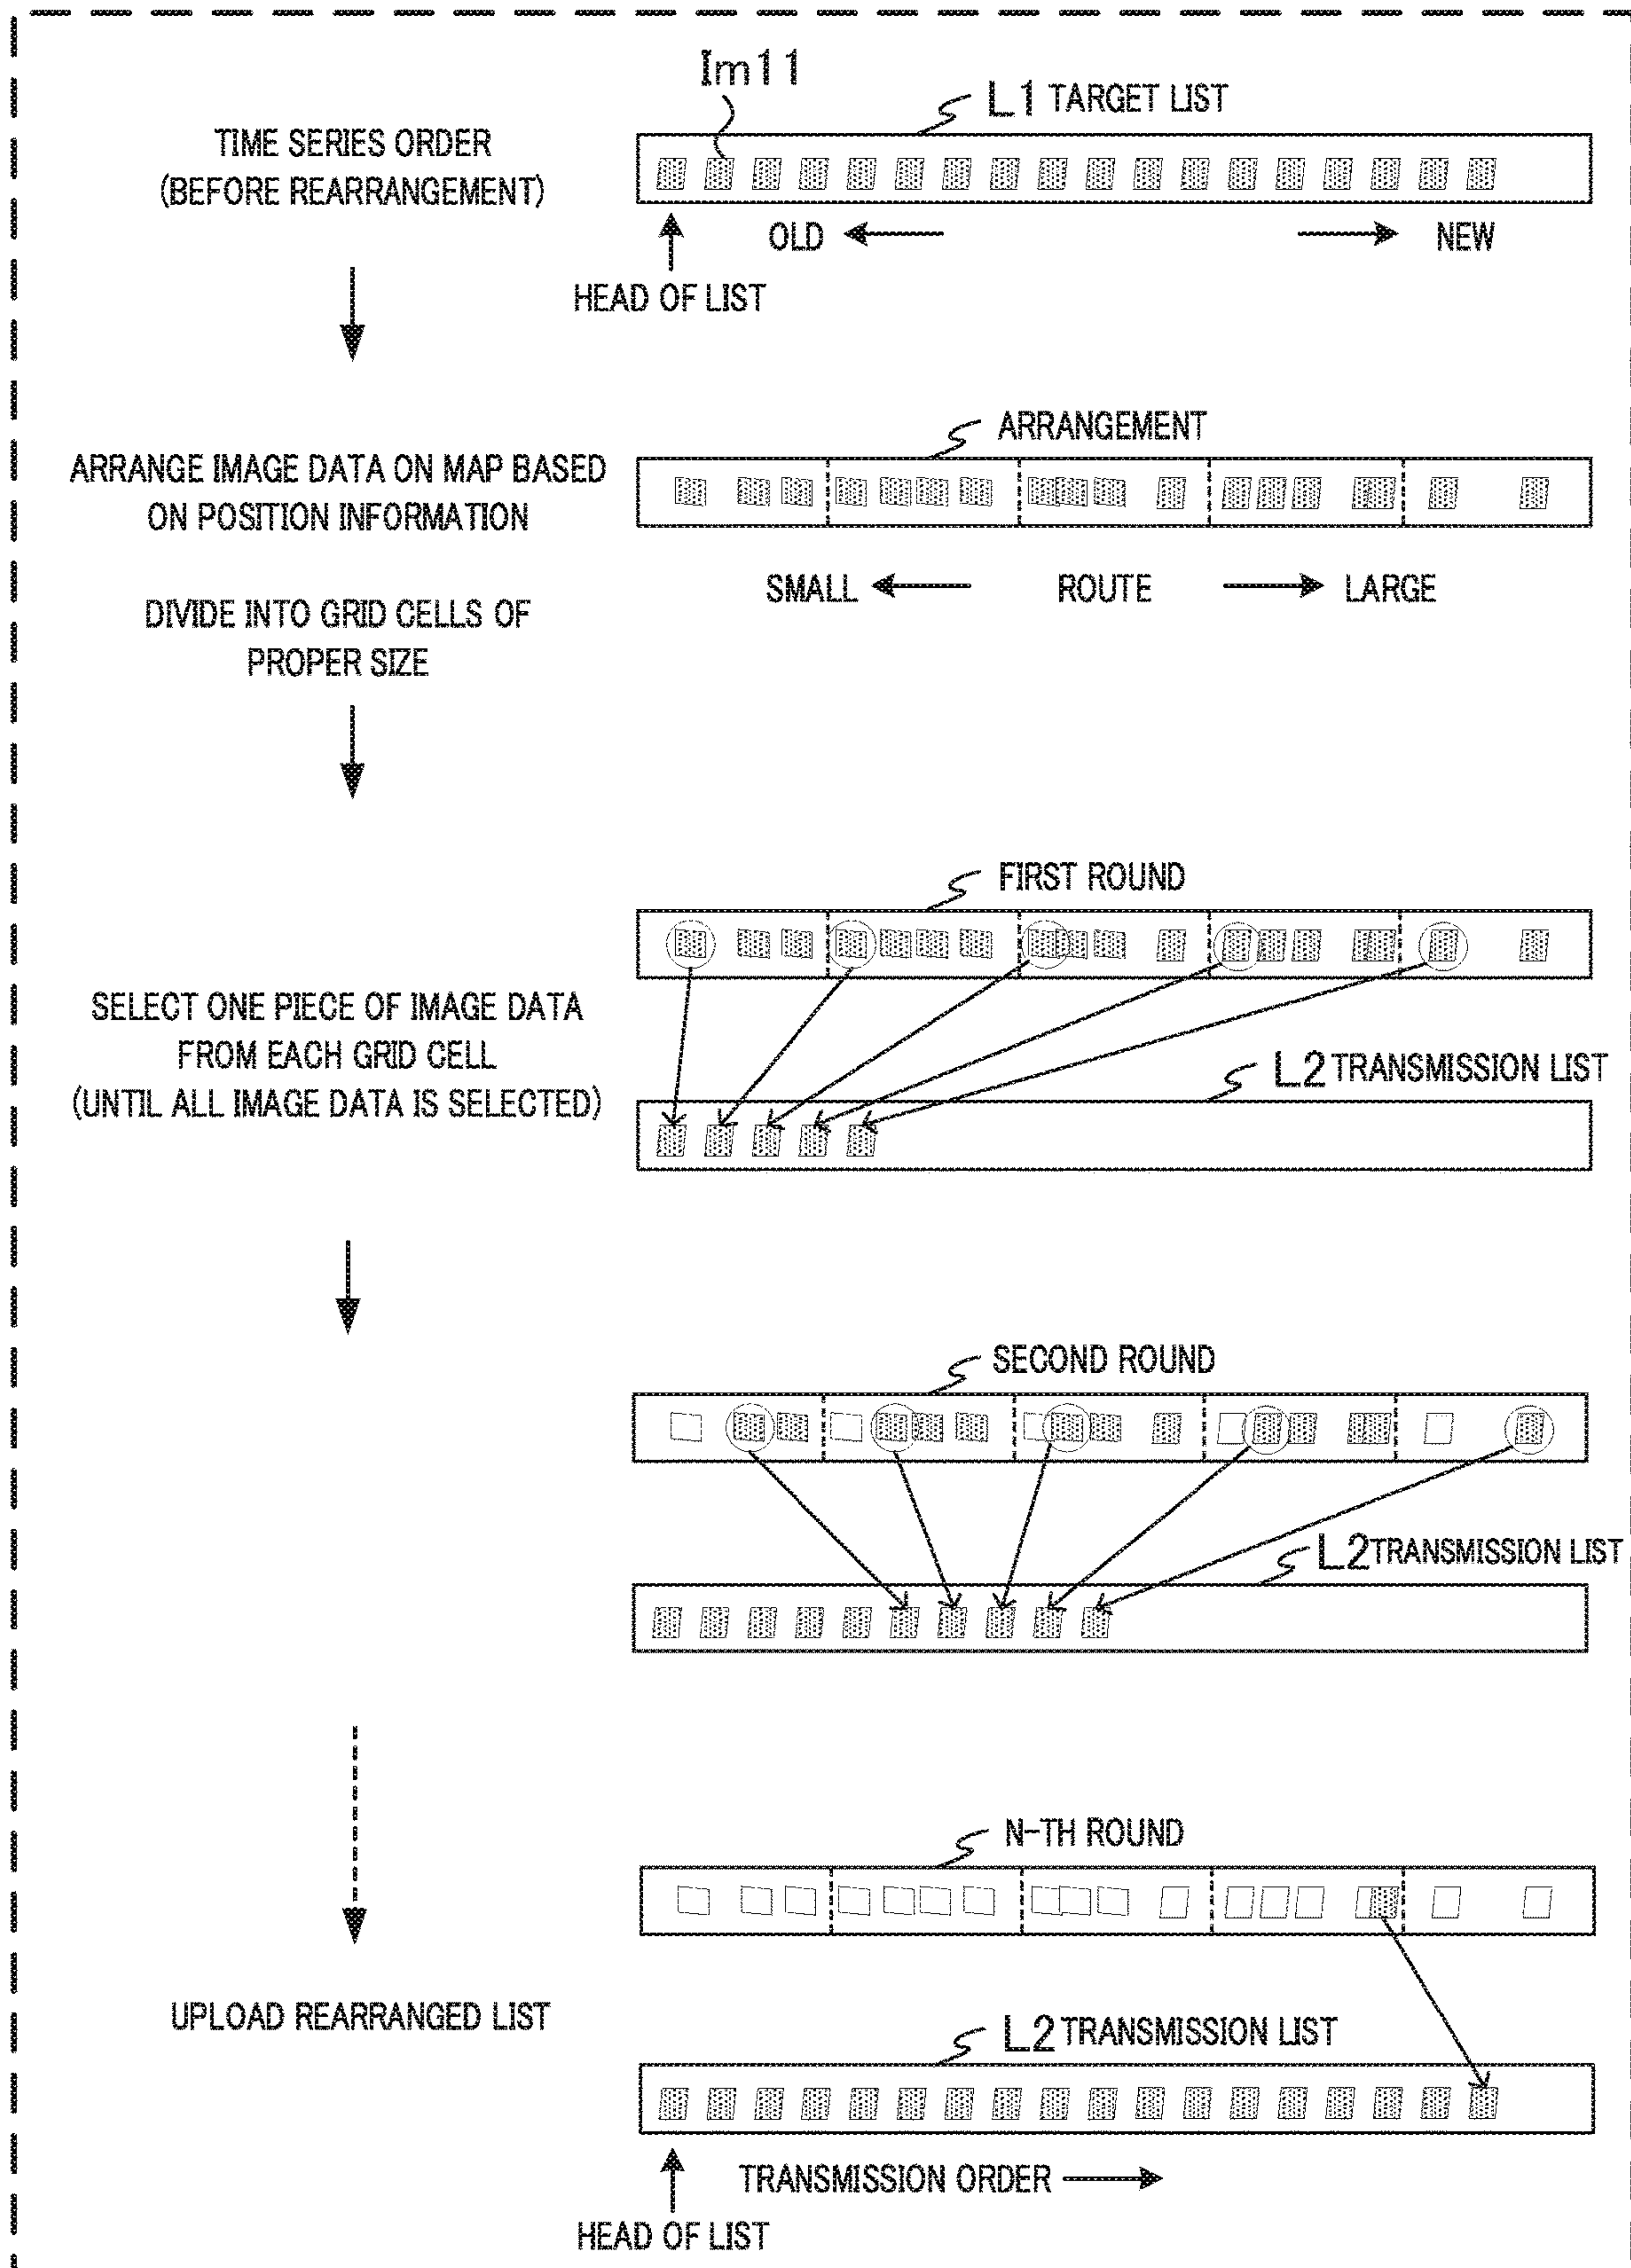 Im11
L1 TARGET LIST
TIME SERIES ORDER
(BEFORE REARRANGEMENT)
OLD
NEW
HEAD OF LIST
ARRANGEMENT
ARRANGE IMAGE DATA ON MAP BASED
ON POSITION INFORMATION
SMALL
ROUTE
LARGE
DIVIDE INTO GRID CELLS OF
PROPER SIZE
FIRST ROUND
SELECT ONE PIECE OF IMAGE DATA
FROM EACH GRID CELL
(UNTIL ALL IMAGE DATA IS SELECTED)
L2 TRANSMISSION LIST
SECOND ROUND
L2 TRANSMISSION LIST
N-TH ROUND
UPLOAD REARRANGED LIST
L2 TRANSMISSION LIST
TRANSMISSION ORDER
HEAD OF LIST